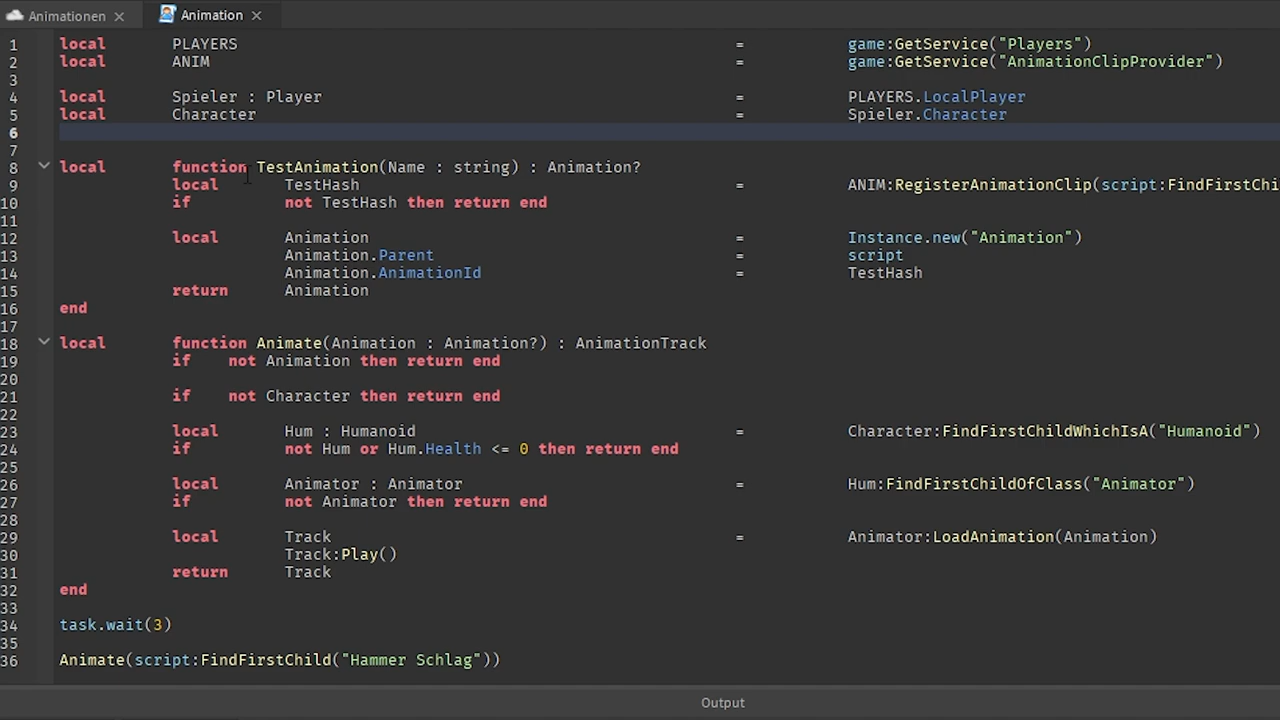 Animationen
Animation
1 local PLAYERS = game:GetService("Players")
2 local ANIM = game:GetService("AnimationClipProvider")
3
4 local Spieler : Player = PLAYERS.LocalPlayer
5 local Character = Spieler.Character
6
7
8 local function TestAnimation(Name : string) : Animation?
9 local TestHash = ANIM:RegisterAnimationClip(script:FindFirstChi
10 if not TestHash then return end
11
12 local Animation = Instance.new("Animation")
13 Animation.Parent = script
14 Animation.AnimationId = TestHash
15 return Animation
16 end
17
18 local function Animate(Animation : Animation?) : AnimationTrack
19 if not Animation then return end
20
21 if not Character then return end
22
23 local Hum : Humanoid = Character:FindFirstChildWhichIsA("Humanoid")
24 if not Hum or Hum.Health <= 0 then return end
25
26 local Animator : Animator = Hum:FindFirstChildOfClass("Animator")
27 if not Animator then return end
28
29 local Track = Animator:LoadAnimation(Animation)
30 Track:Play()
31 return Track
32 end
33
34 task.wait(3)
35
36 Animate(script:FindFirstChild("Hammer Schlag"))
Output